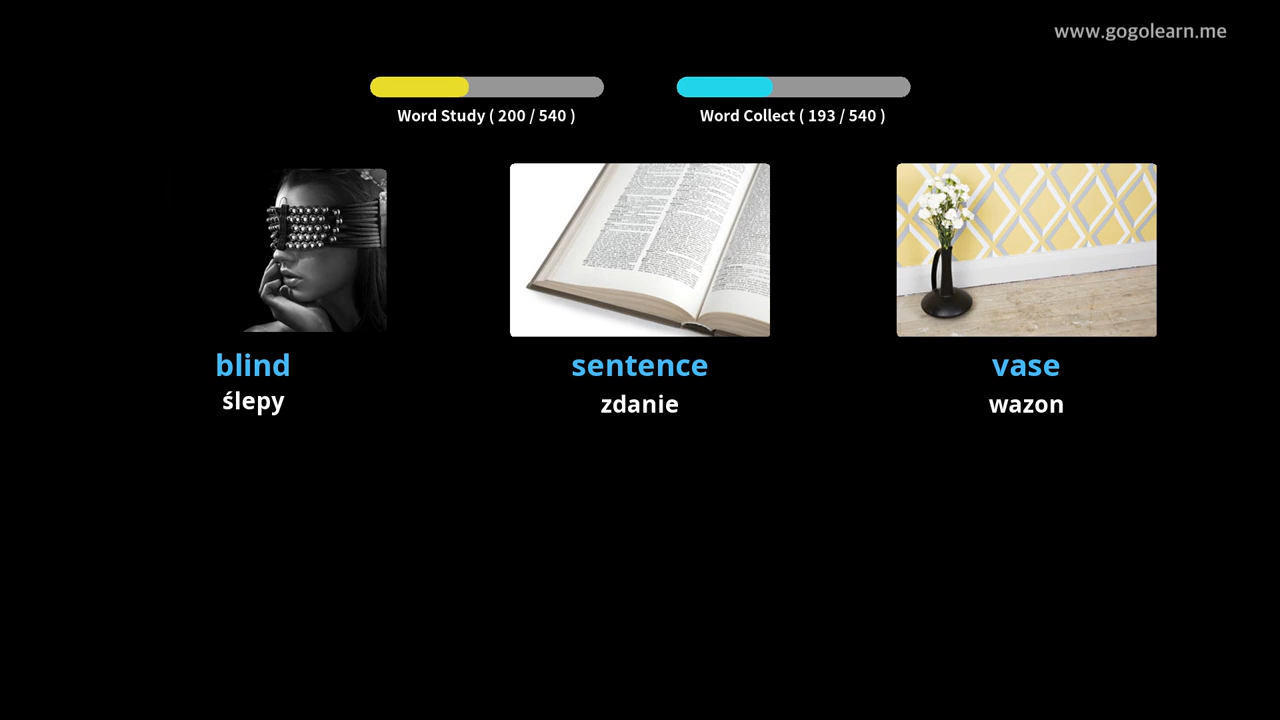 www.gogolearn.me
Word Study ( 200 / 540 )
Word Collect ( 193 / 540 )
blind
ślepy
sentence
zdanie
vase
wazon